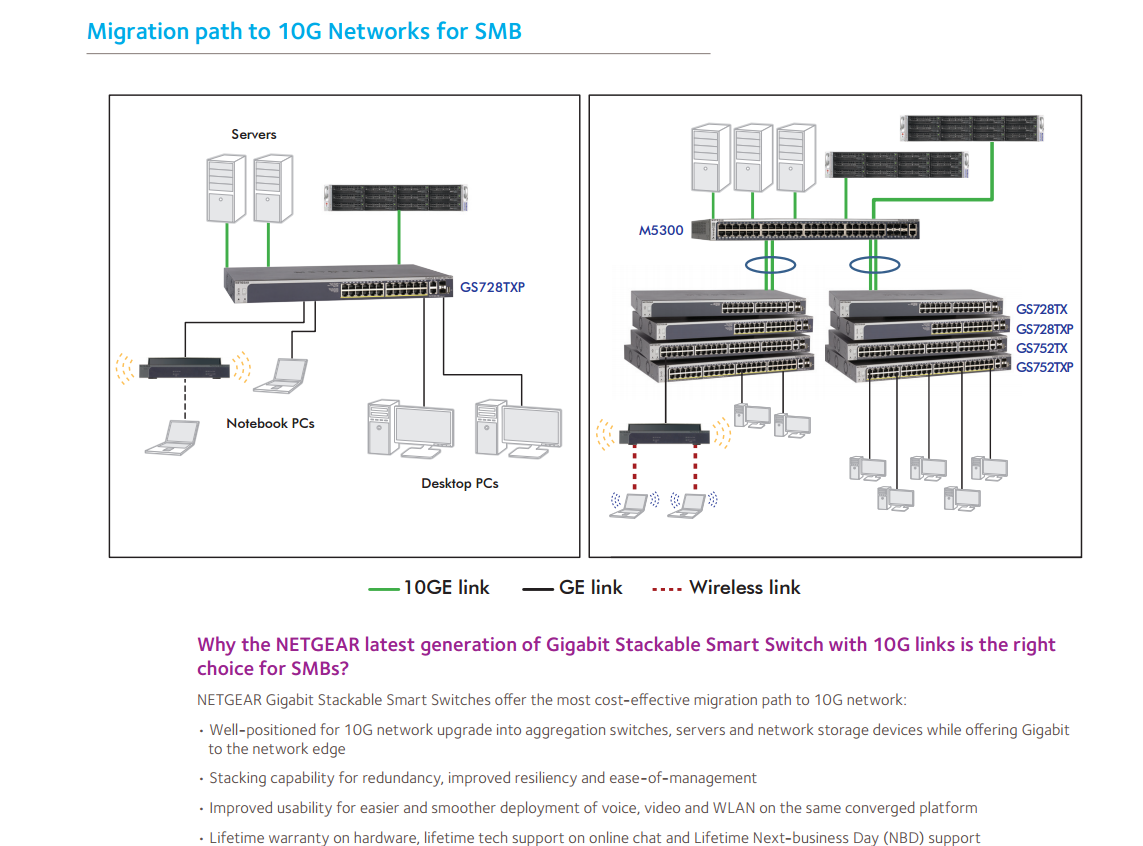 Migration path to 10G Networks for SMB
Servers
GS728TXP
Notebook PCs
Desktop PCs
M5300
GS728TX
GS728TXP
GS752TX
GS752TXP
10GE link
GE link
Wireless link
Why the NETGEAR latest generation of Gigabit Stackable Smart Switch with 10G links is the right
choice for SMBs?
NETGEAR Gigabit Stackable Smart Switches offer the most cost-effective migration path to 10G network:
· Well-positioned for 10G network upgrade into aggregation switches, servers and network storage devices while offering Gigabit
to the network edge
· Stacking capability for redundancy, improved resiliency and ease-of-management
· Improved usability for easier and smoother deployment of voice, video and WLAN on the same converged platform
· Lifetime warranty on hardware, lifetime tech support on online chat and Lifetime Next-business Day (NBD) support